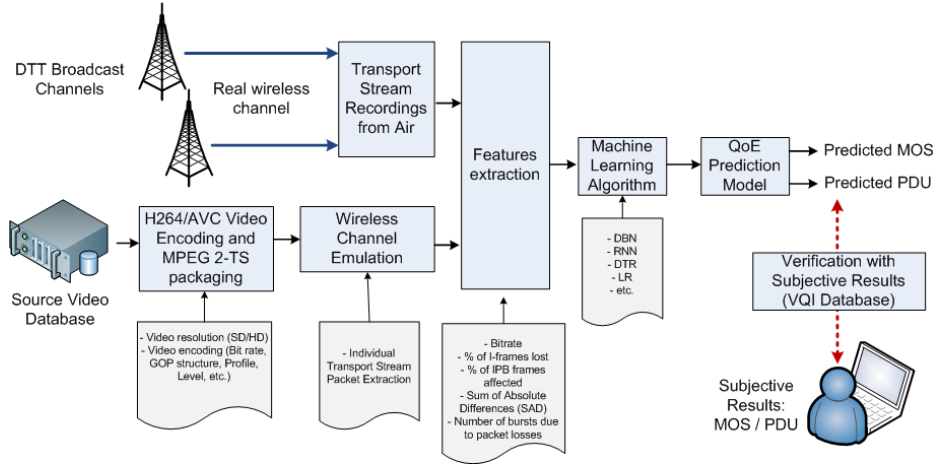 DTT Broadcast
Channels
Real wireless
channel
Transport
Stream
Recordings
from Air
Features
extraction
Machine
Learning
Algorithm
QoE
Prediction
Model
Predicted MOS
Predicted PDU
Source Video
Database
H264/AVC Video
Encoding and
MPEG 2-TS
packaging
Wireless
Channel
Emulation
- Video resolution (SD/HD)
- Video encoding (Bit rate,
GOP structure, Profile,
Level, etc.)
- Individual
Transport Stream
Packet Extraction
- Bitrate
- % of I-frames lost
- % of IPB frames
affected
- Sum of Absolute
Differences (SAD)
- Number of bursts due
to packet losses
- DBN
- RNN
- DTR
- LR
- etc.
Verification with
Subjective Results
(VQI Database)
Subjective
Results:
MOS / PDU